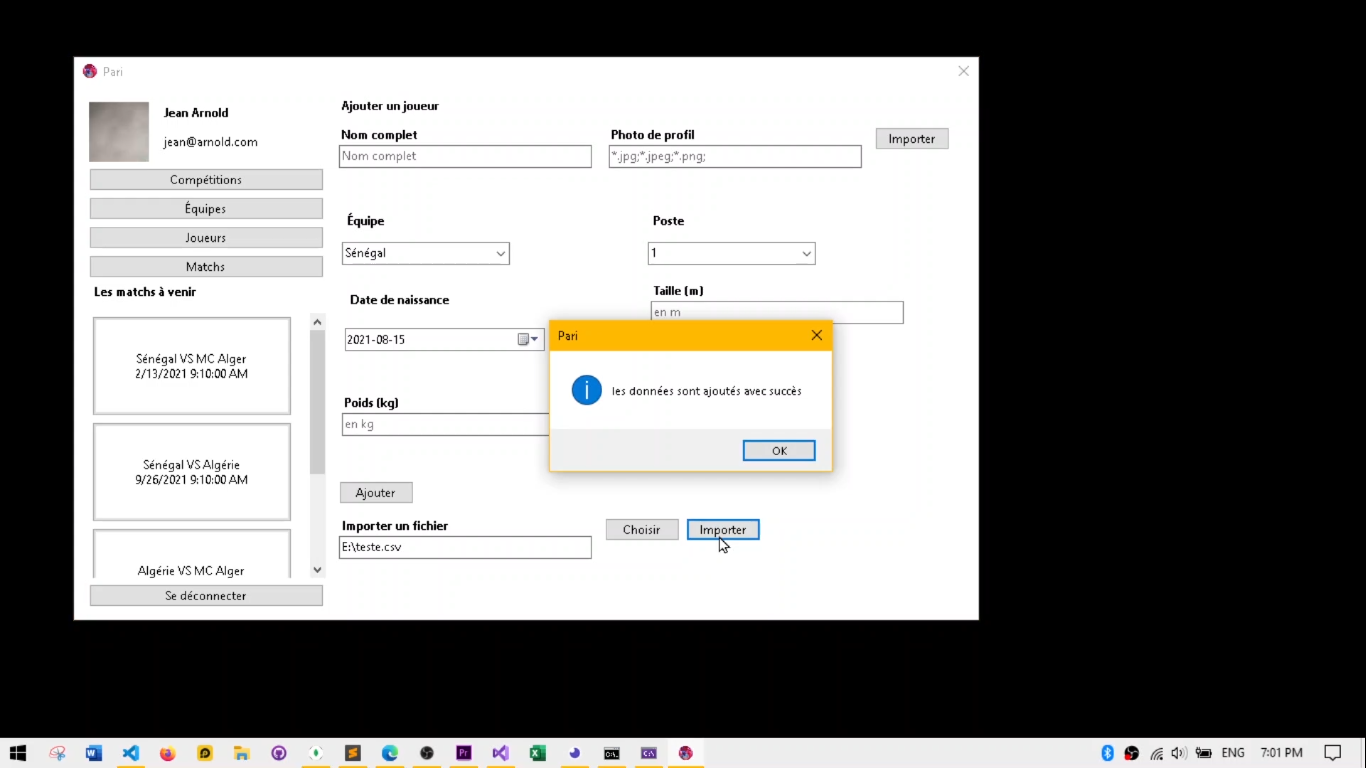 Pari
Jean Arnold
jean@arnold.com
Compétitions
Équipes
Joueurs
Matchs
Les matchs à venir
Sénégal VS MC Alger
2/13/2021 9:10:00 AM
Sénégal VS Algérie
9/26/2021 9:10:00 AM
Algérie VS MC Alger
Se déconnecter
Ajouter un joueur
Nom complet
Nom complet
Photo de profil
*.jpg;*.jpeg;*.png;
Importer
Équipe
Sénégal
Poste
1
Date de naissance
2021-08-15
Taille (m)
en m
Poids (kg)
en kg
Pari
les données sont ajoutés avec succès
OK
Ajouter
Importer un fichier
E:\teste.csv
Choisir
Importer
ENG
7:01 PM